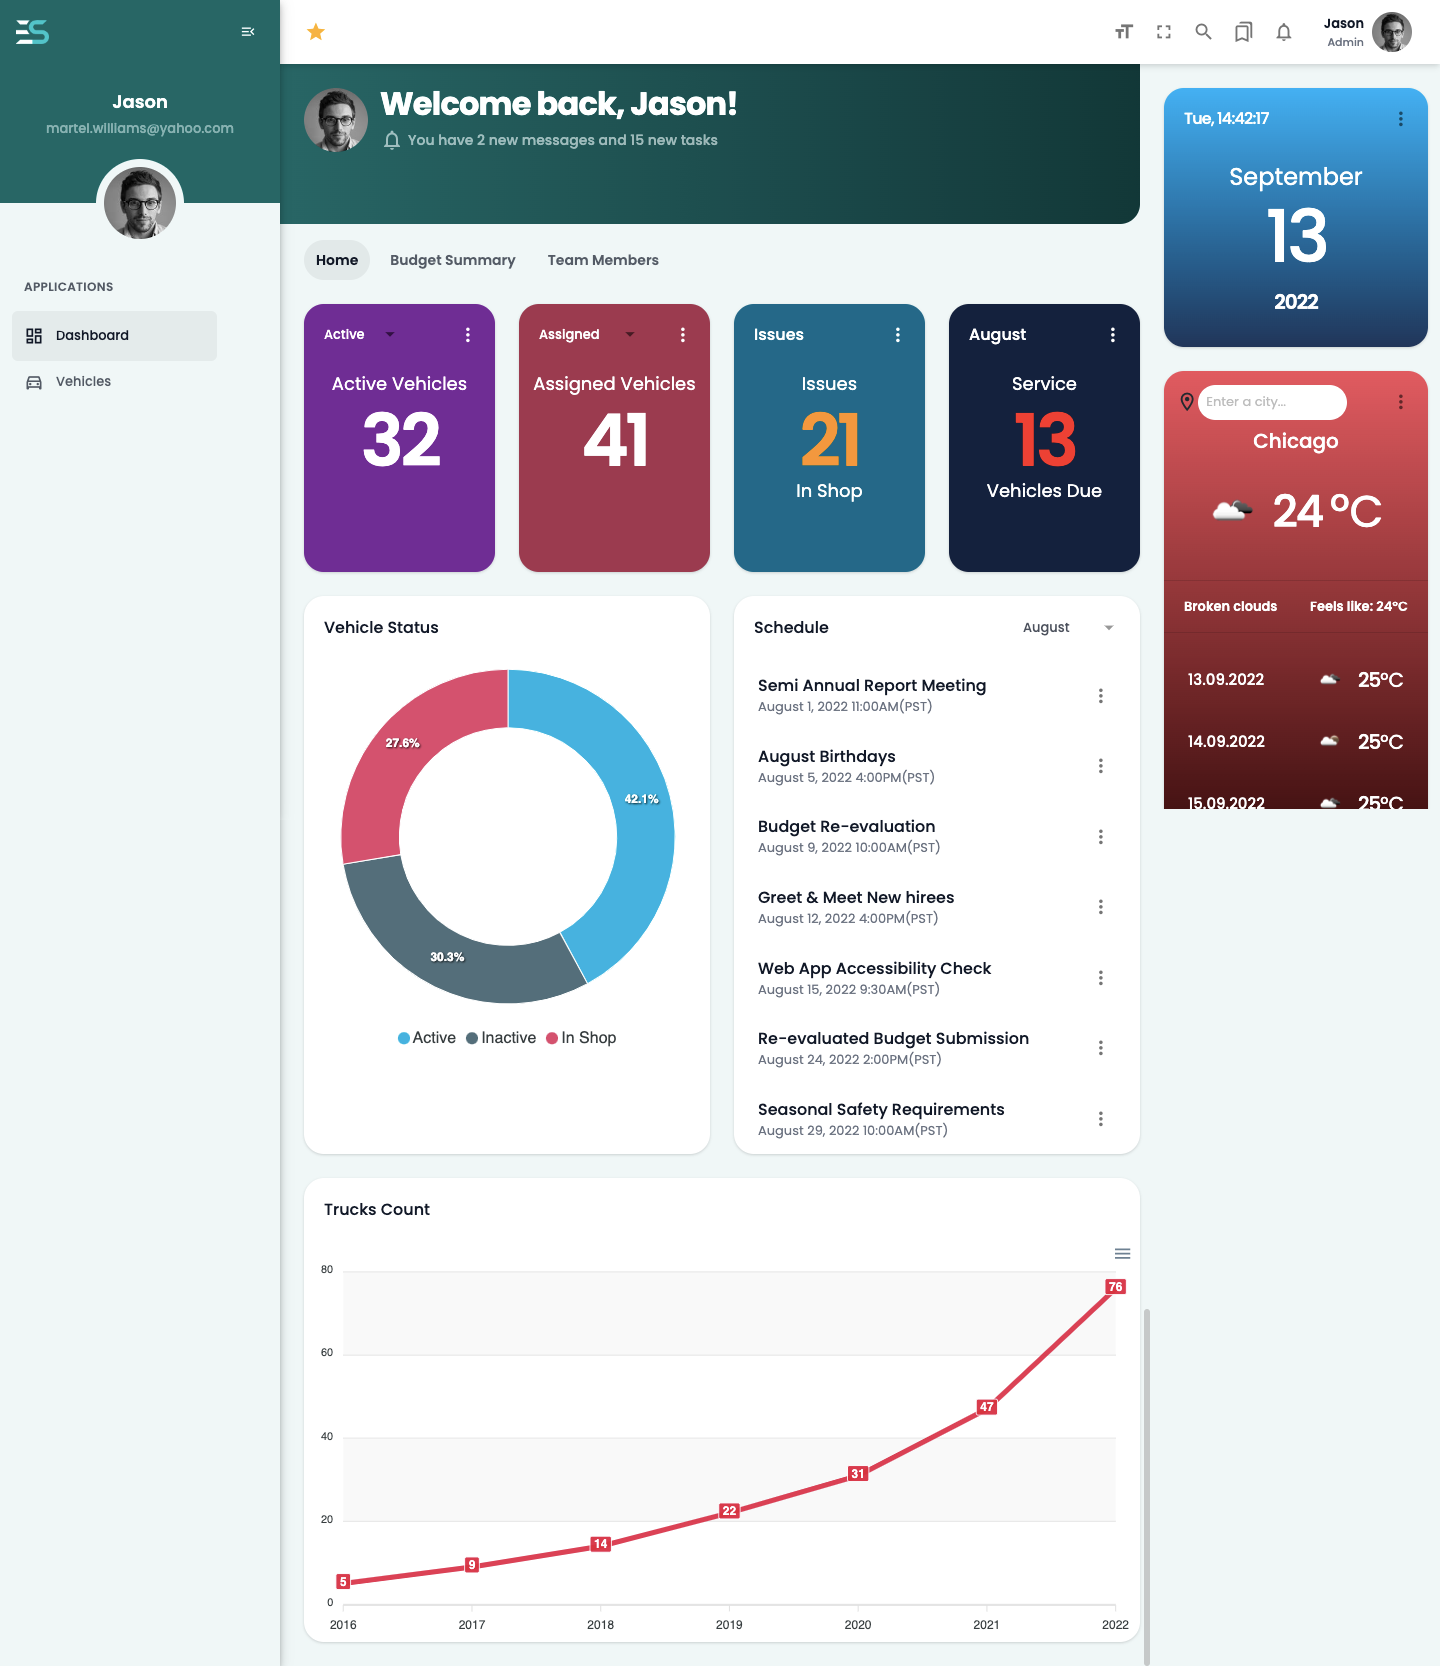 ES
Jason
martel.williams@yahoo.com
APPLICATIONS
Dashboard
Vehicles
Jason
Admin
Welcome back, Jason!
You have 2 new messages and 15 new tasks
Home
Budget Summary
Team Members
Active
Active Vehicles
32
Assigned
Assigned Vehicles
41
Issues
Issues
21
In Shop
August
Service
13
Vehicles Due
Vehicle Status
27.6%
42.1%
30.3%
Active
Inactive
In Shop
Schedule
August
Semi Annual Report Meeting
August 1, 2022 11:00AM(PST)
August Birthdays
August 5, 2022 4:00PM(PST)
Budget Re-evaluation
August 9, 2022 10:00AM(PST)
Greet & Meet New hirees
August 12, 2022 4:00PM(PST)
Web App Accessibility Check
August 15, 2022 9:30AM(PST)
Re-evaluated Budget Submission
August 24, 2022 2:00PM(PST)
Seasonal Safety Requirements
August 29, 2022 10:00AM(PST)
Trucks Count
80
60
40
20
0
5
9
14
22
31
47
76
2016
2017
2018
2019
2020
2021
2022
Tue, 14:42:17
September
13
2022
Enter a city...
Chicago
24 °C
Broken clouds
Feels like: 24°C
13.09.2022
25°C
14.09.2022
25°C
15.09.2022
25°C